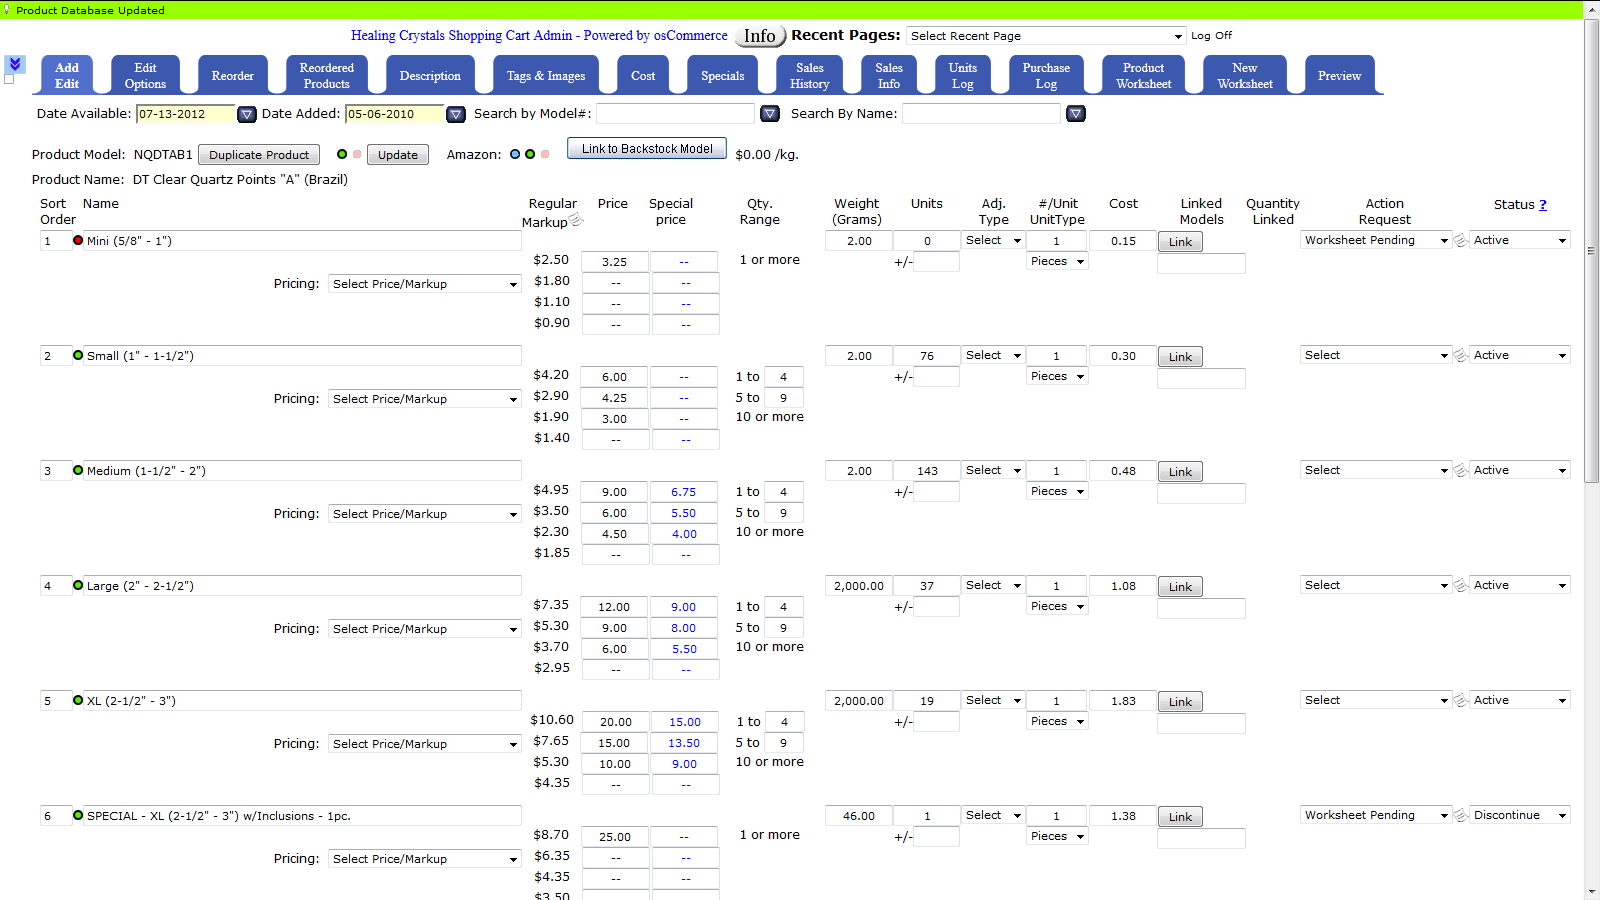 Product Database Updated
Healing Crystals Shopping Cart Admin - Powered by osCommerce Info Recent Pages: Select Recent Page Log Off
Add Edit
Edit Options
Reorder
Reordered Products
Description
Tags & Images
Cost
Specials
Sales History
Sales Info
Units Log
Purchase Log
Product Worksheet
New Worksheet
Preview
Date Available: 07-13-2012 Date Added: 05-06-2010 Search by Model#: Search By Name:
Product Model: NQDTAB1 Duplicate Product Update Amazon: Link to Backstock Model $0.00 /kg.
Product Name: DT Clear Quartz Points "A" (Brazil)
Sort Order Name Regular Markup Price Special price Qty. Range Weight (Grams) Units Adj. Type #/Unit UnitType Cost Linked Models Quantity Linked Action Request Status ?
1 Mini (5/8" - 1") 2.00 0 Select 1 0.15 Link Worksheet Pending Active
$2.50 3.25 -- 1 or more +/- Pieces
Pricing: Select Price/Markup $1.80 -- --
$1.10 -- --
$0.90 -- --
2 Small (1" - 1-1/2") 2.00 76 Select 1 0.30 Link Select Active
$4.20 6.00 -- 1 to 4 +/- Pieces
Pricing: Select Price/Markup $2.90 4.25 -- 5 to 9
$1.90 3.00 -- 10 or more
$1.40 -- --
3 Medium (1-1/2" - 2") 2.00 143 Select 1 0.48 Link Select Active
$4.95 9.00 6.75 1 to 4 +/- Pieces
Pricing: Select Price/Markup $3.50 6.00 5.50 5 to 9
$2.30 4.50 4.00 10 or more
$1.85 -- --
4 Large (2" - 2-1/2") 2,000.00 37 Select 1 1.08 Link Select Active
$7.35 12.00 9.00 1 to 4 +/- Pieces
Pricing: Select Price/Markup $5.30 9.00 8.00 5 to 9
$3.70 6.00 5.50 10 or more
$2.95 -- --
5 XL (2-1/2" - 3") 2,000.00 19 Select 1 1.83 Link Select Active
$10.60 20.00 15.00 1 to 4 +/- Pieces
Pricing: Select Price/Markup $7.65 15.00 13.50 5 to 9
$5.30 10.00 9.00 10 or more
$4.35 -- --
6 SPECIAL - XL (2-1/2" - 3") w/Inclusions - 1pc. 46.00 1 Select 1 1.38 Link Worksheet Pending Discontinue
$8.70 25.00 -- 1 or more +/- Pieces
Pricing: Select Price/Markup $6.35 -- --
$4.35 -- --
$3.50